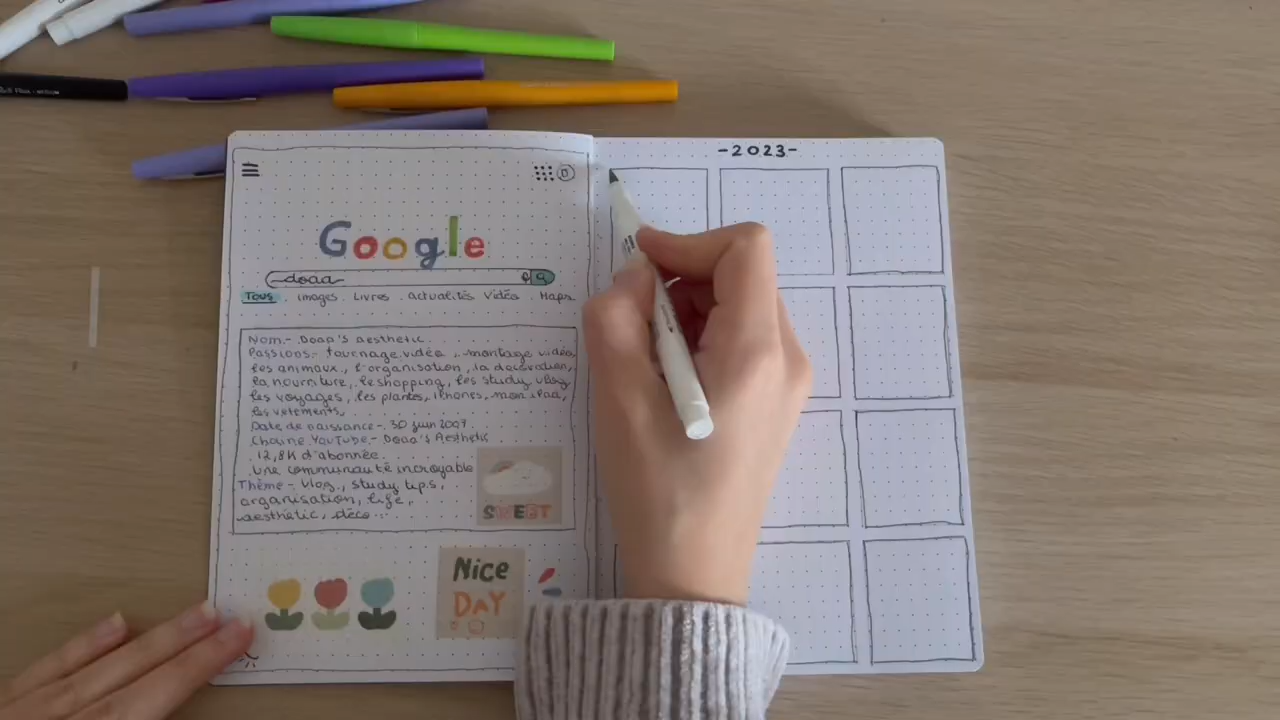 Google
doaa
Tous . images . Livres . actualités Vidéo . Maps
Nom.- Doaa's aesthetic
Passions.- tournage vidéo , montage vidéo,
les animaux, l'organisation, la décoration,
la nourriture, le shopping, les study vlog
les voyages, les plantes, iPhones, mon iPad,
les vêtements,
Date de naissance-. 30 juin 2007
Chaine YouTube.- Doaa's Aesthetic
12,8K d'abonnée.
Une communauté incroyable
Thème - Vlog, study tips,
organisation, life,
aesthetic, déco...
SWEET
Nice
DAY
-2023-